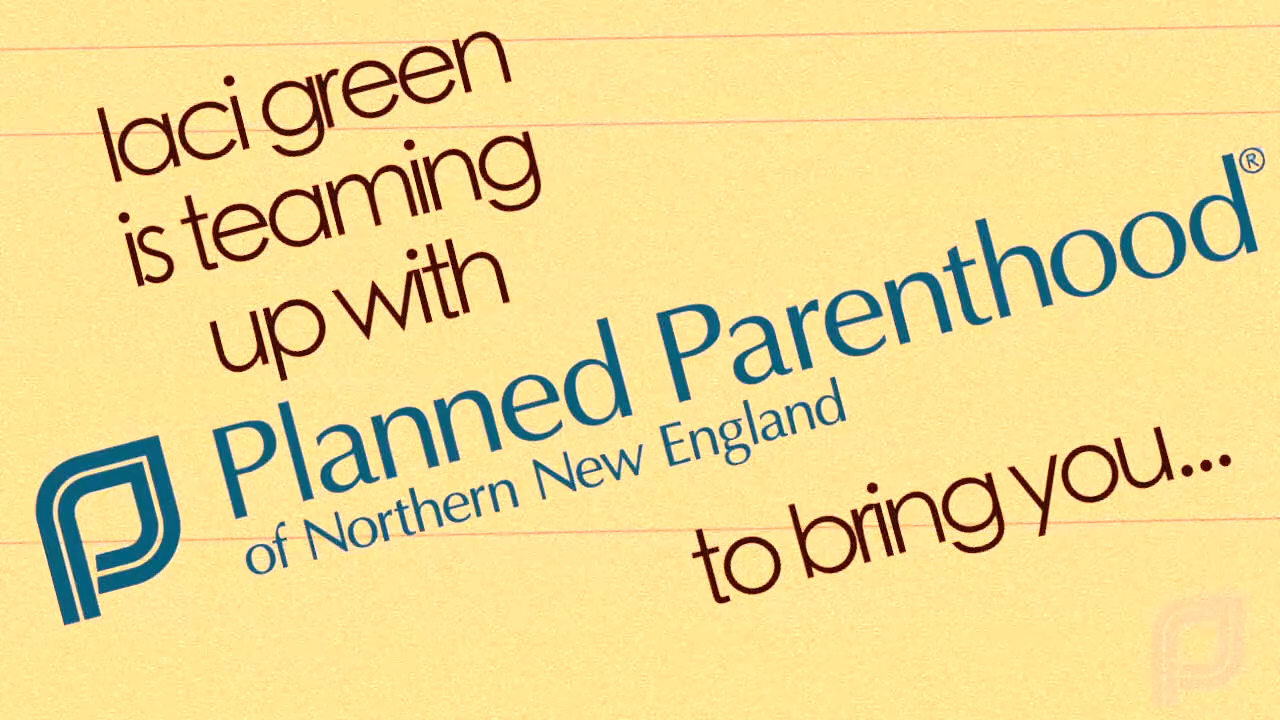 laci green
is teaming
up with
Planned Parenthood®
of Northern New England
to bring you...